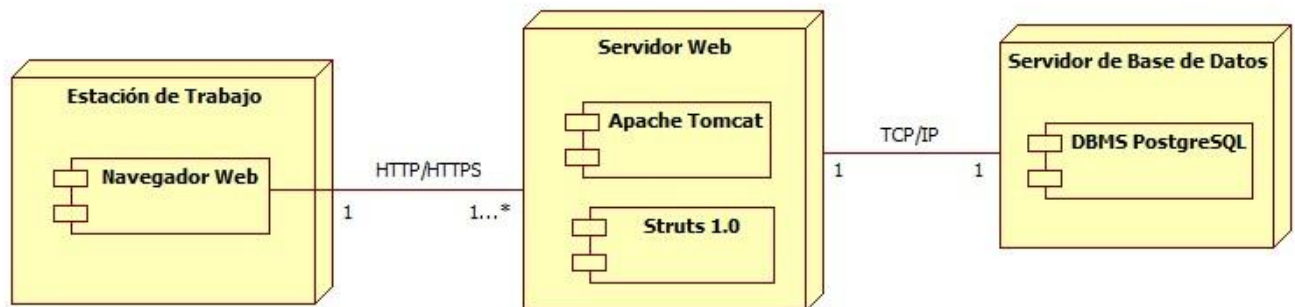 Estación de Trabajo
Navegador Web
HTTP/HTTPS
1
1...*
Servidor Web
Apache Tomcat
Struts 1.0
TCP/IP
1
1
Servidor de Base de Datos
DBMS PostgreSQL